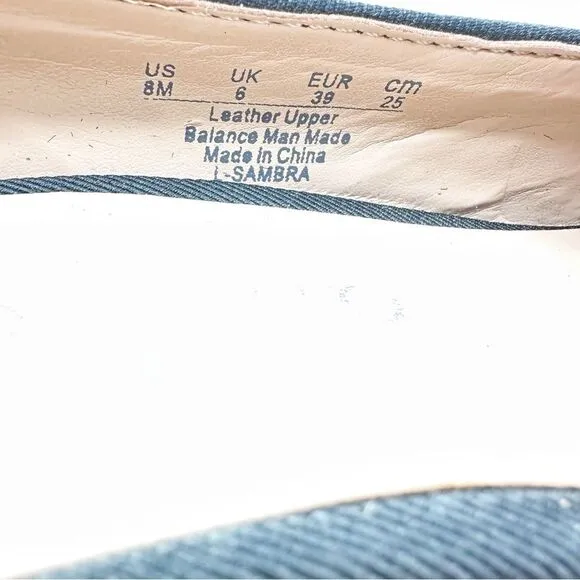 US UK EUR cm
8M 6 39 25
Leather Upper
Balance Man Made
Made in China
L-SAMBRA